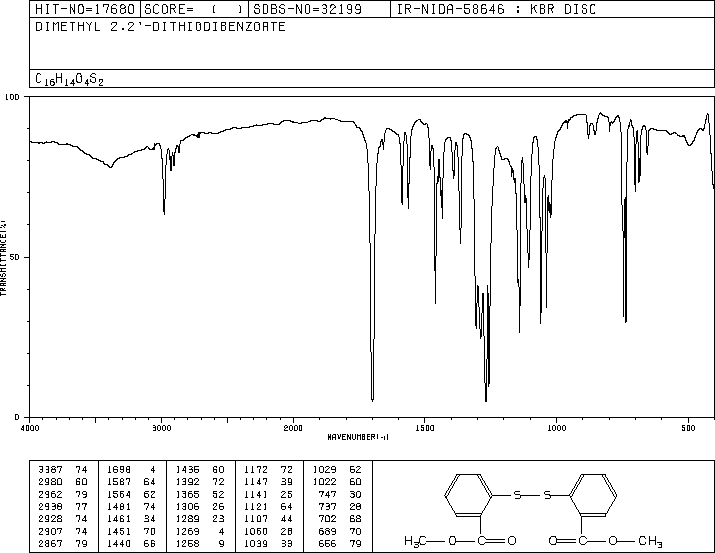 HIT-NO=17680 SCORE= ( ) SDBS-NO=32199 IR-NIDA-58646 : KBR DISC
DIMETHYL 2.2'-DITHIODIBENZOATE
C16H14O4S2
100
50
0
TRANSMITTANCE(%)
4000 3000 2000 1500 1000 500
WAVENUMBER(-1)
3387 74 1698 4 1436 60 1172 72 1029 62
2980 60 1587 64 1392 72 1147 39 1022 60
2962 79 1564 62 1365 52 1141 25 747 30
2938 77 1481 74 1306 26 1121 64 737 28
2928 74 1461 34 1289 23 1107 44 702 68
2907 74 1451 70 1269 4 1060 28 689 70
2867 79 1440 66 1258 9 1039 33 656 79
S S
H3C O C O O C O CH3